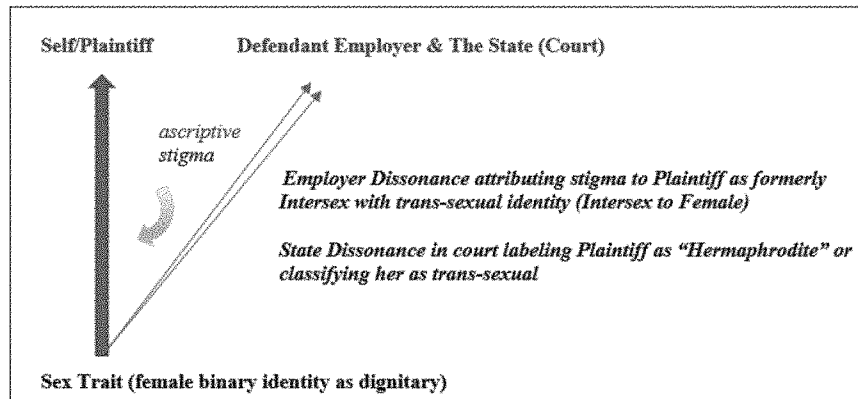 Self/Plaintiff Defendant Employer & The State (Court)
ascriptive
stigma
Employer Dissonance attributing stigma to Plaintiff as formerly
Intersex with trans-sexual identity (Intersex to Female)
State Dissonance in court labeling Plaintiff as “Hermaphrodite” or
classifying her as trans-sexual
Sex Trait (female binary identity as dignitary)